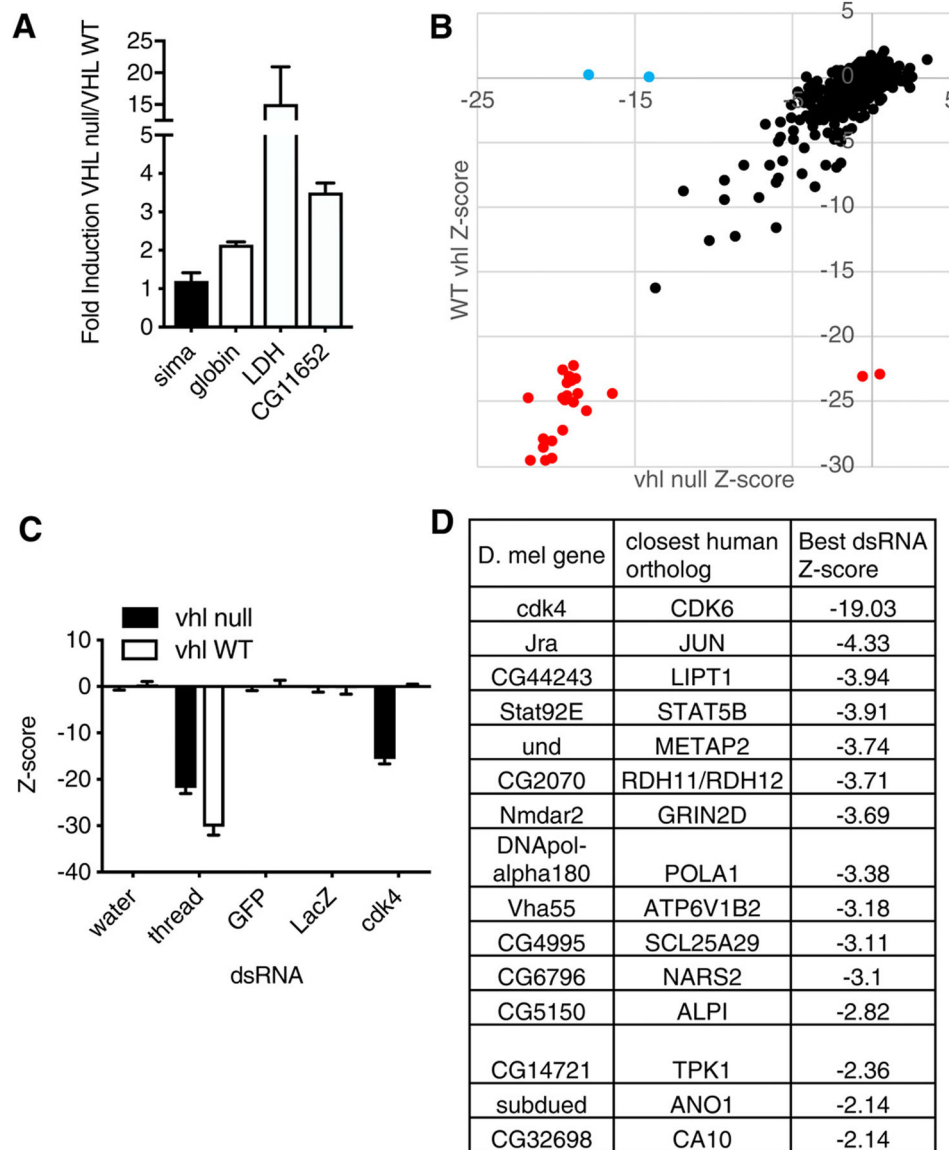 A
Fold Induction VHL null/VHL WT
25
20
15
5
4
3
2
1
0
sima
globin
LDH
CG11652
B
WT vhl Z-score
5
0
-5
-10
-15
-20
-25
-30
-25
-15
-5
5
vhl null Z-score
C
vhl null
vhl WT
Z-score
10
0
-10
-20
-30
-40
water
thread
GFP
LacZ
cdk4
dsRNA
D
D. mel gene
closest human
ortholog
Best dsRNA
Z-score
cdk4 CDK6 -19.03
Jra JUN -4.33
CG44243 LIPT1 -3.94
Stat92E STAT5B -3.91
und METAP2 -3.74
CG2070 RDH11/RDH12 -3.71
Nmdar2 GRIN2D -3.69
DNApol-
alpha180 POLA1 -3.38
Vha55 ATP6V1B2 -3.18
CG4995 SCL25A29 -3.11
CG6796 NARS2 -3.1
CG5150 ALPI -2.82
CG14721 TPK1 -2.36
subdued ANO1 -2.14
CG32698 CA10 -2.14